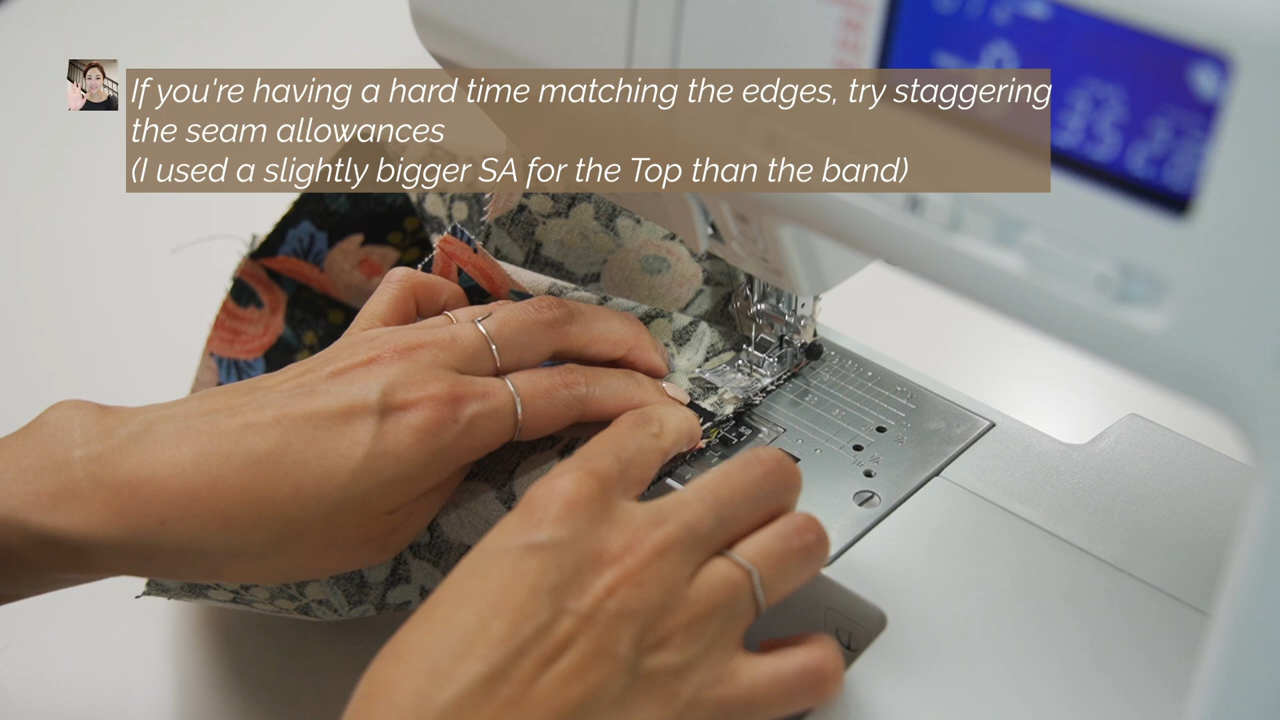 If you're having a hard time matching the edges, try staggering
the seam allowances
(I used a slightly bigger SA for the Top than the band)